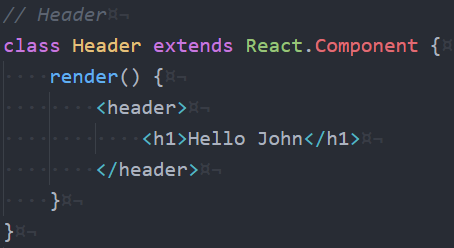 // Header
class Header extends React.Component {
    render() {
        <header>
            <h1>Hello John</h1>
        </header>
    }
}